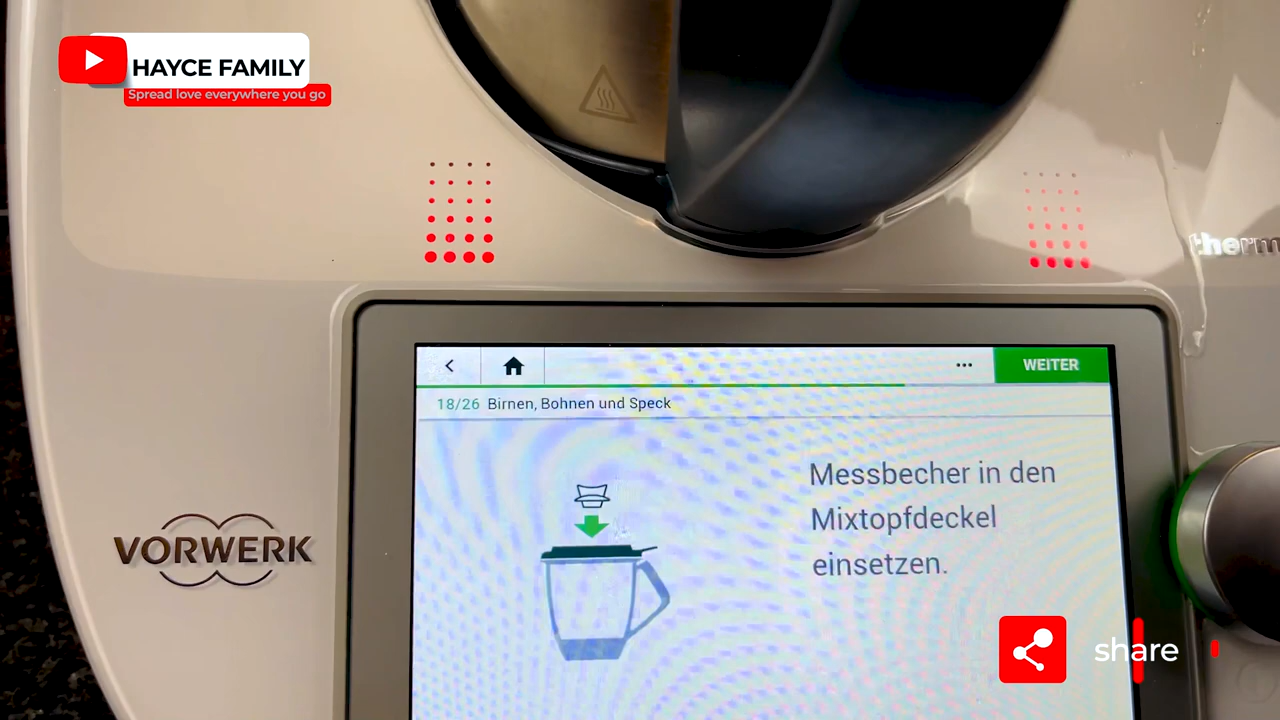 HAYCE FAMILY
Spread love everywhere you go
therm
WEITER
18/26 Birnen, Bohnen und Speck
Messbecher in den
Mixtopfdeckel
einsetzen.
VORWERK
share